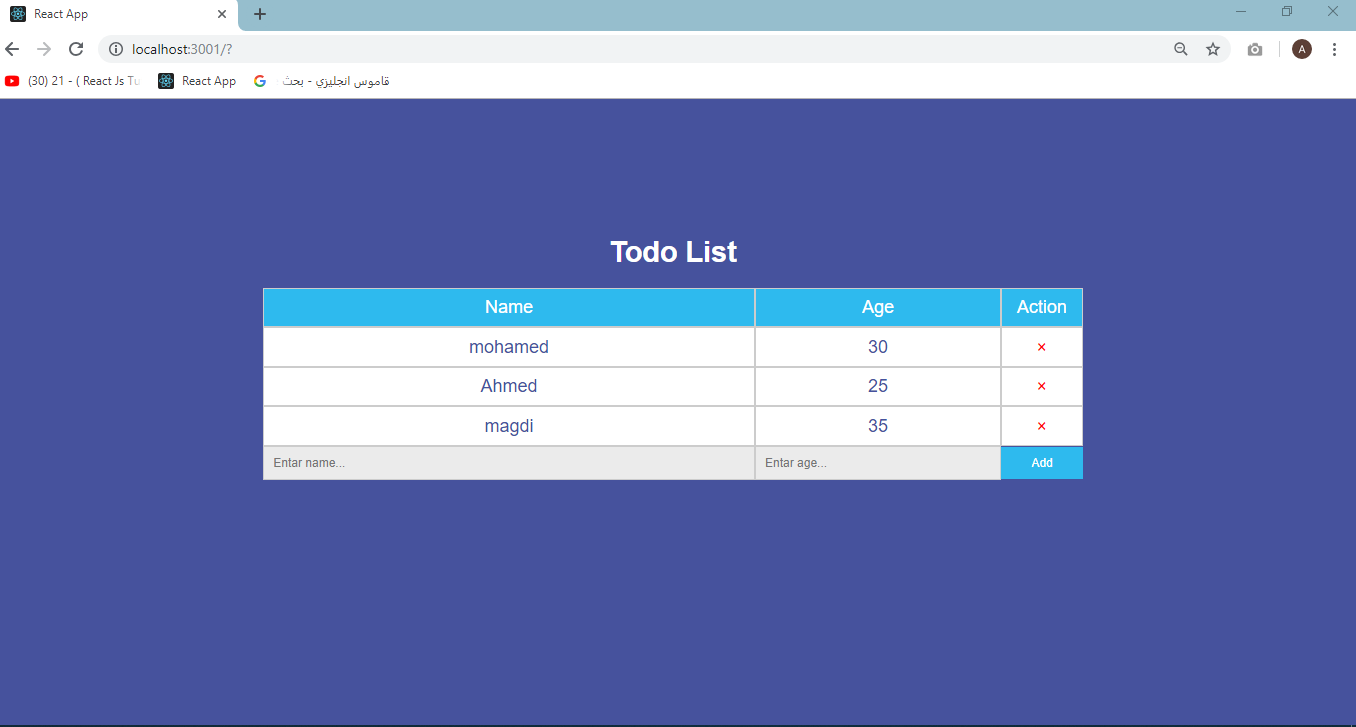 React App
localhost:3001/?
A
(30) 21 - ( React Js Tu
React App
قاموس انجليزي - بحث
Todo List
Name Age Action
mohamed 30 ×
Ahmed 25 ×
magdi 35 ×
Entar name... Entar age... Add